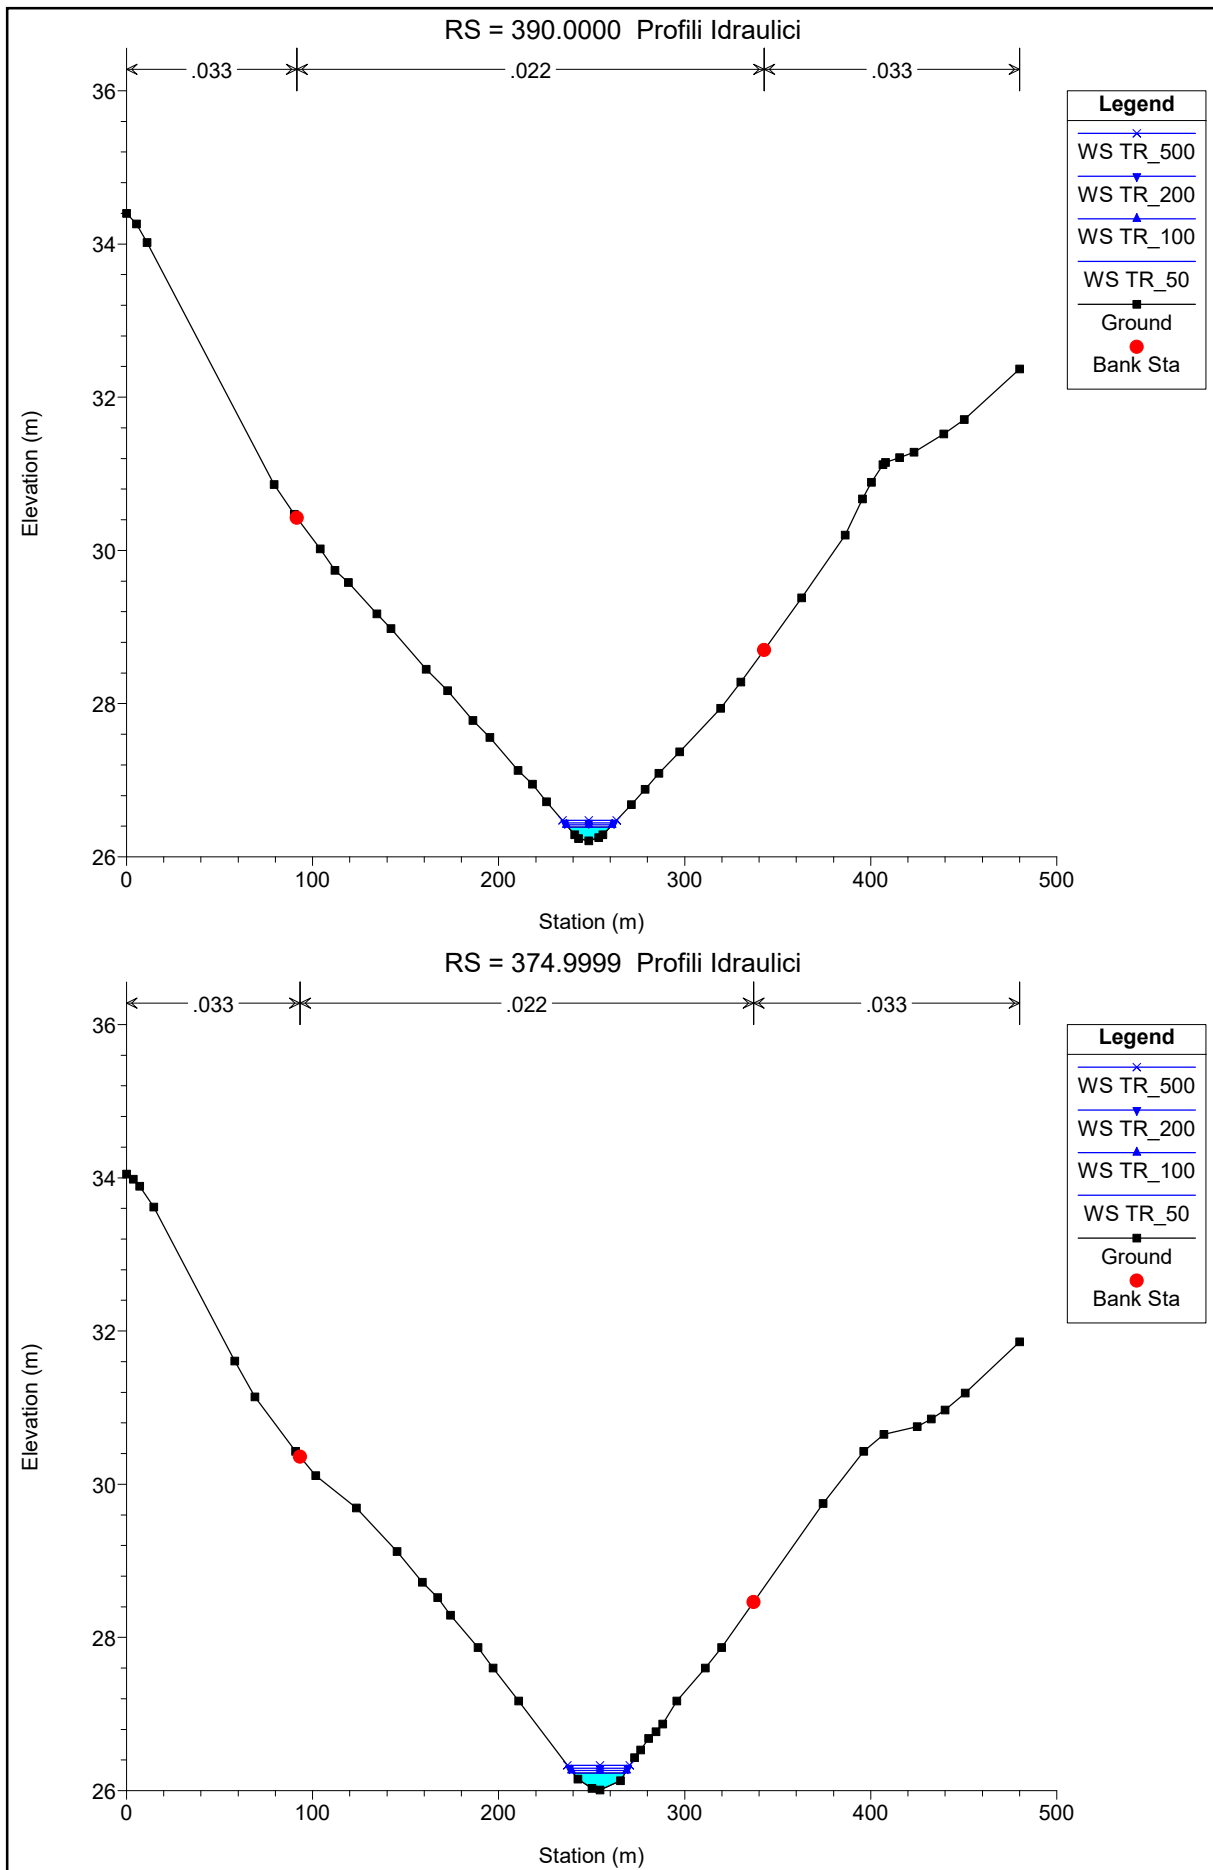 RS = 390.0000 Profili Idraulici
.033 .022 .033
36
34
32
30
28
26
Elevation (m)
0 100 200 300 400 500
Station (m)
Legend
WS TR_500
WS TR_200
WS TR_100
WS TR_50
Ground
Bank Sta
RS = 374.9999 Profili Idraulici
.033 .022 .033
36
34
32
30
28
26
Elevation (m)
0 100 200 300 400 500
Station (m)
Legend
WS TR_500
WS TR_200
WS TR_100
WS TR_50
Ground
Bank Sta